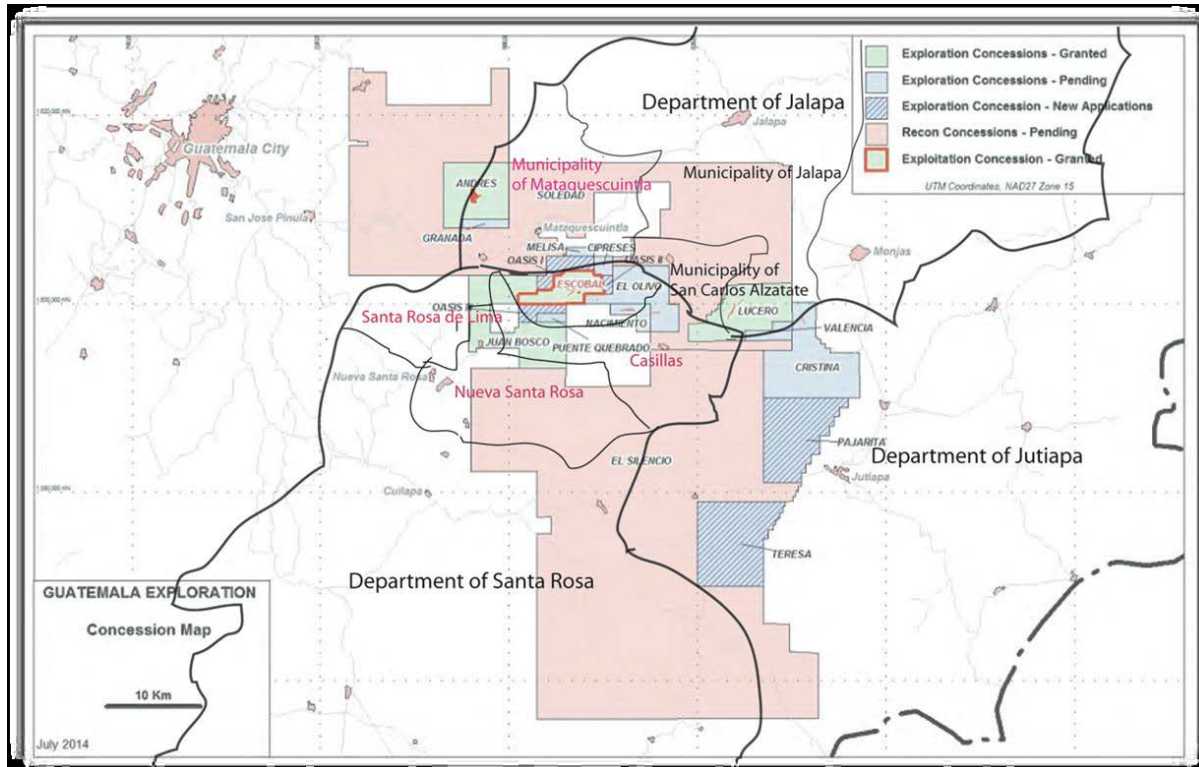 Exploration Concessions - Granted
Exploration Concessions - Pending
Exploration Concession - New Applications
Recon Concessions - Pending
Exploitation Concession - Granted
UTM Coordinates, NAD27 Zone 15
Department of Jalapa
Jalapa
Guatemala City
Municipality
of Mataquescuintla
Municipality of Jalapa
ANDRES
SOLEDAD
San Jose Pinula
Mataquescuintla
GRANADA
MELISA
CIPRESES
Monjas
OASIS I
OASIS II
Municipality of
San Carlos Alzatate
ESCOBAL
EL OLIVO
OASIS III
LUCERO
Santa Rosa de Lima
NACIMIENTO
VALENCIA
JUAN BOSCO
PUENTE QUEBRADO
Casillas
CRISTINA
Nueva Santa Rosa
Nueva Santa Rosa
PAJARITA
Department of Jutiapa
EL SILENCIO
Jutiapa
Cuilapa
TERESA
Department of Santa Rosa
GUATEMALA EXPLORATION
Concession Map
10 Km
July 2014